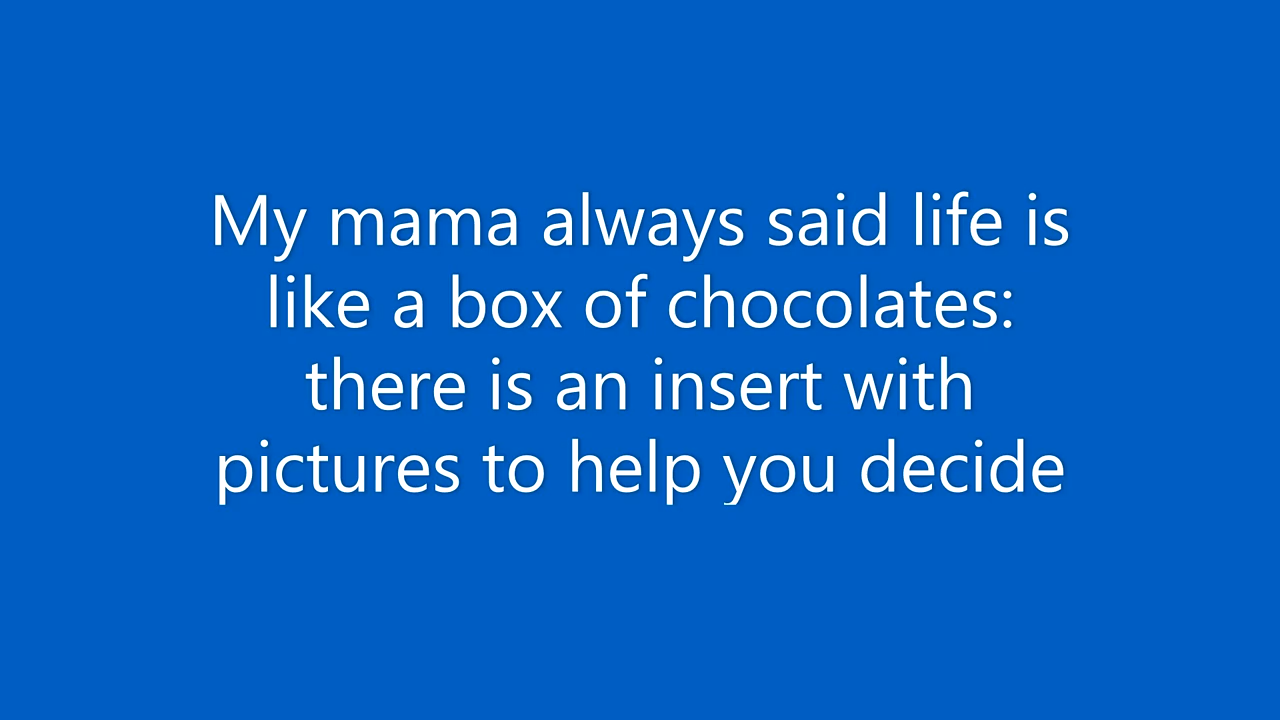 My mama always said life is
like a box of chocolates:
there is an insert with
pictures to help you decide